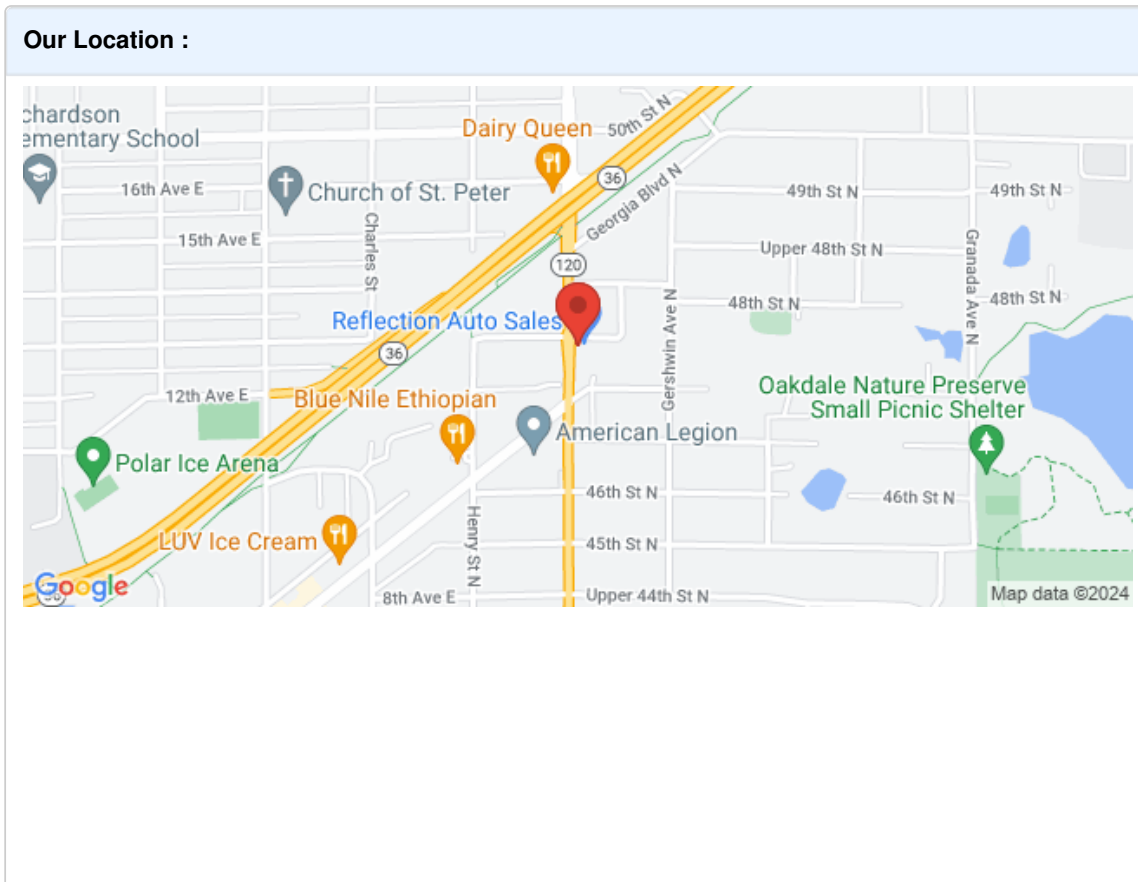 Our Location :
chardson
ementary School
Dairy Queen
50th St N
36
16th Ave E
Church of St. Peter
Georgia Blvd N
49th St N
49th St N
Charles St
15th Ave E
Upper 48th St N
Granada Ave N
120
48th St N
48th St N
Reflection Auto Sales
Gershwin Ave N
36
12th Ave E
Blue Nile Ethiopian
Oakdale Nature Preserve
Small Picnic Shelter
American Legion
Polar Ice Arena
46th St N
46th St N
LUV Ice Cream
Henry St N
45th St N
Google
8th Ave E
Upper 44th St N
Map data ©2024